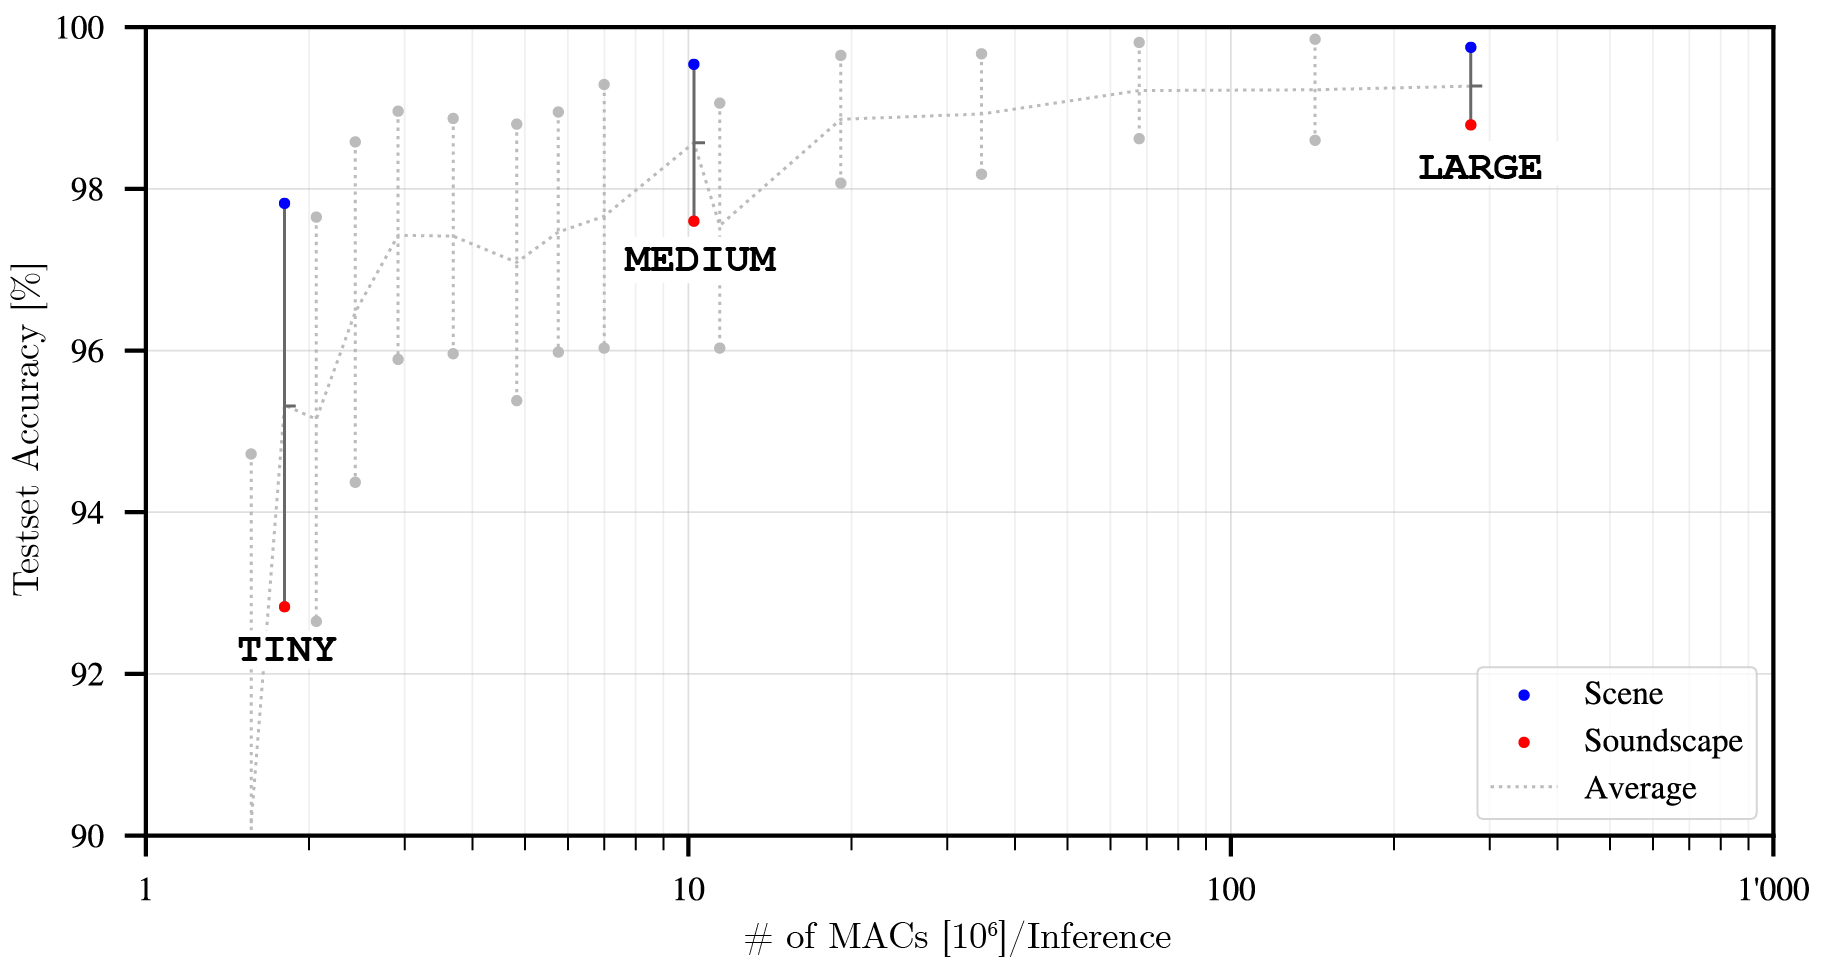 100
98
96
94
92
90
Testset Accuracy [%]
LARGE
MEDIUM
TINY
Scene
Soundscape
Average
1 10 100 1'000
# of MACs [10⁶]/Inference